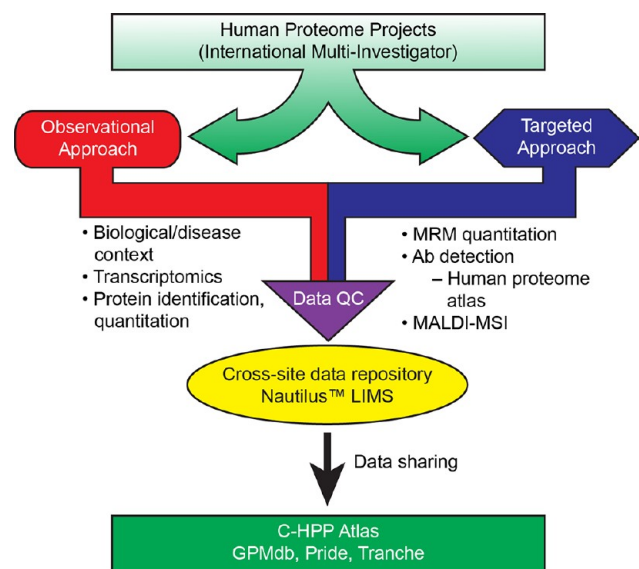 Human Proteome Projects
(International Multi-Investigator)
Observational
Approach
Targeted
Approach
• Biological/disease
context
• Transcriptomics
• Protein identification,
quantitation
• MRM quantitation
• Ab detection
– Human proteome
atlas
• MALDI-MSI
Data QC
Cross-site data repository
Nautilus™ LIMS
Data sharing
C-HPP Atlas
GPMdb, Pride, Tranche